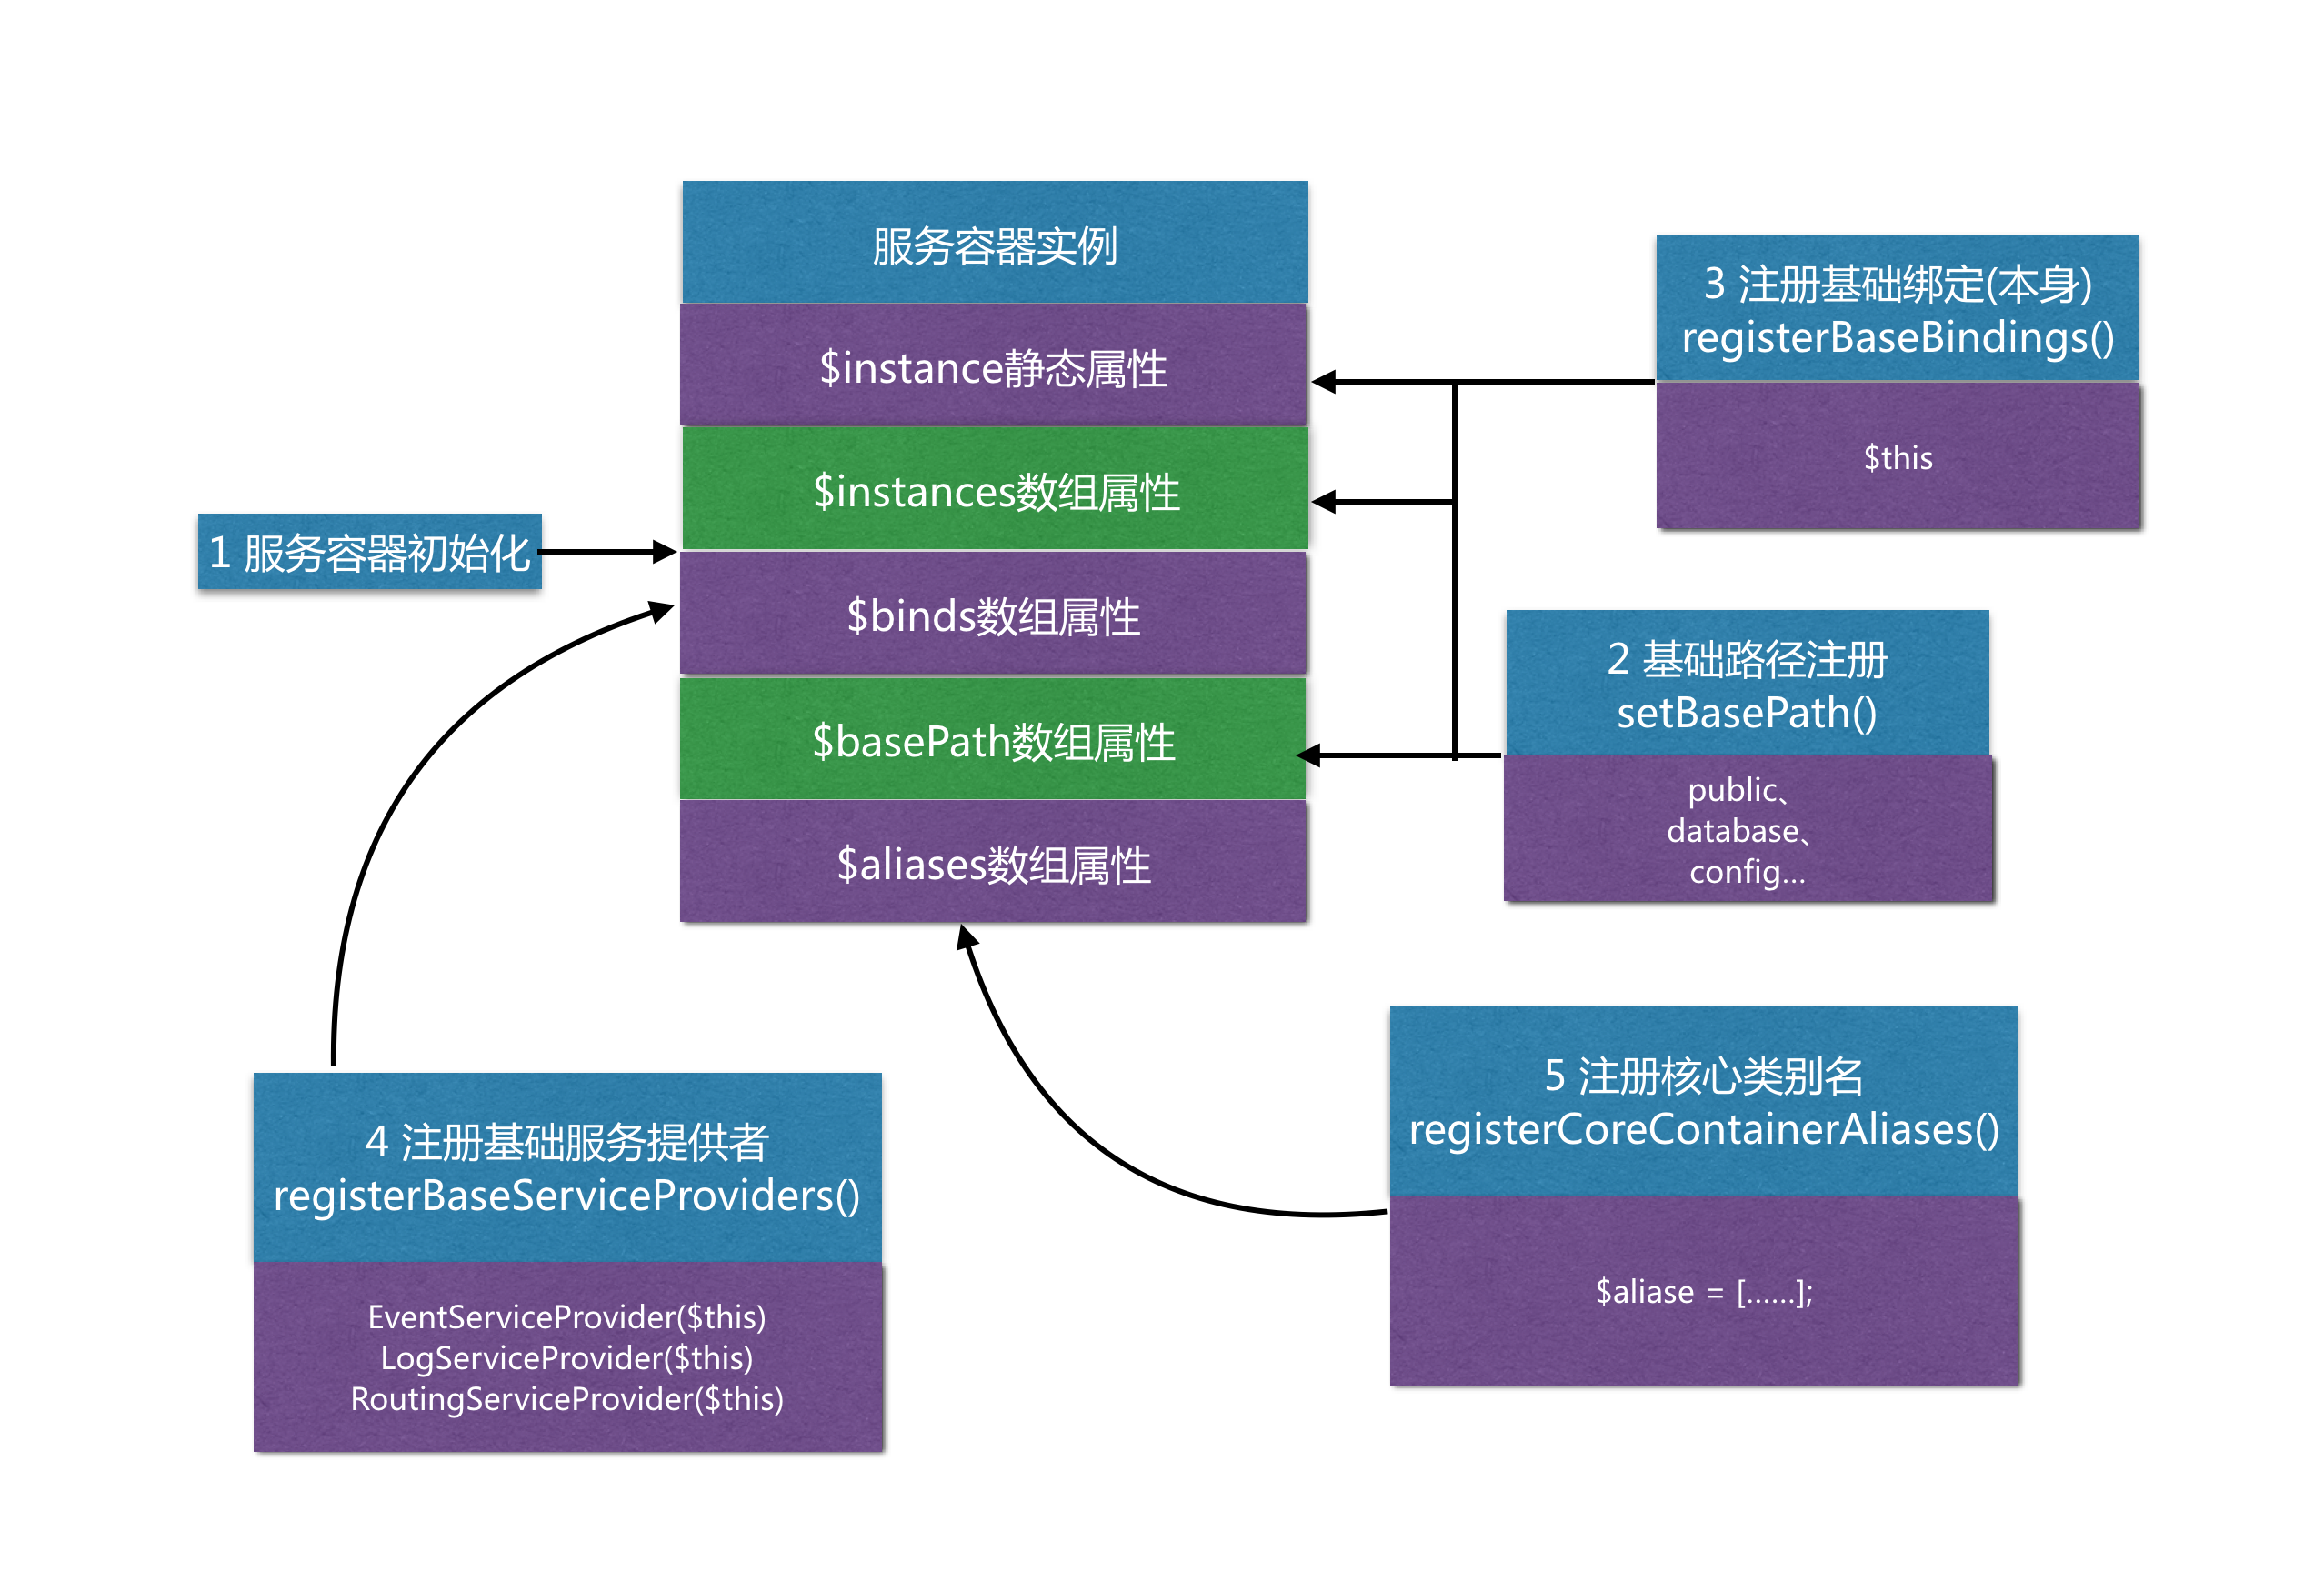 服务容器实例
$instance静态属性
$instances数组属性
$binds数组属性
$basePath数组属性
$aliases数组属性
1 服务容器初始化
3 注册基础绑定(本身)
registerBaseBindings()
$this
2 基础路径注册
setBasePath()
public、
database、
config...
4 注册基础服务提供者
registerBaseServiceProviders()
EventServiceProvider($this)
LogServiceProvider($this)
RoutingServiceProvider($this)
5 注册核心类别名
registerCoreContainerAliases()
$aliase = [......];